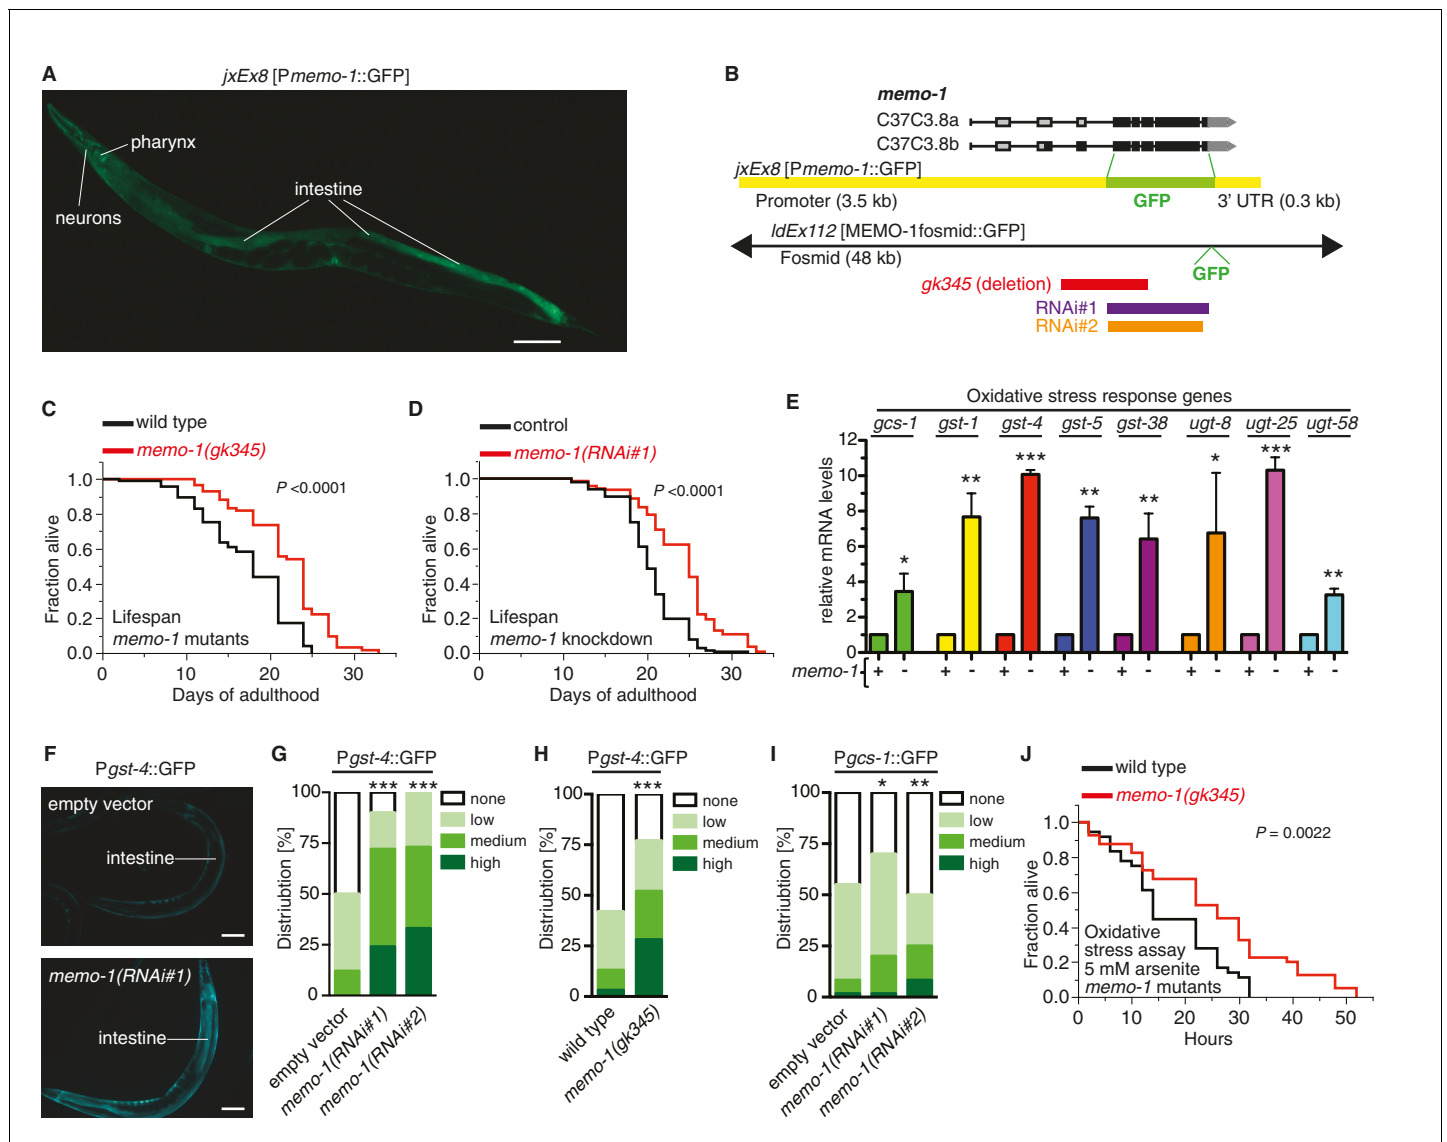 A
jxEx8 [Pmemo-1::GFP]
pharynx
neurons
intestine
B
memo-1
C37C3.8a
C37C3.8b
jxEx8 [Pmemo-1::GFP]
Promoter (3.5 kb)
GFP
3' UTR (0.3 kb)
ldEx112 [MEMO-1fosmid::GFP]
Fosmid (48 kb)
GFP
gk345 (deletion)
RNAi#1
RNAi#2
C
wild type
memo-1(gk345)
P <0.0001
Fraction alive
1.0
0.8
0.6
0.4
0.2
0.0
Lifespan
memo-1 mutants
0 10 20 30
Days of adulthood
D
control
memo-1(RNAi#1)
P <0.0001
Fraction alive
1.0
0.8
0.6
0.4
0.2
0.0
Lifespan
memo-1 knockdown
0 10 20 30
Days of adulthood
E
Oxidative stress response genes
gcs-1 gst-1 gst-4 gst-5 gst-38 ugt-8 ugt-25 ugt-58
relative mRNA levels
12
10
8
6
4
2
0
* ** *** ** ** * *** **
memo-1 + - + - + - + - + - + - + - + -
F
Pgst-4::GFP
empty vector
intestine
memo-1(RNAi#1)
intestine
G
Pgst-4::GFP
*** ***
Distriubtion [%]
100
75
50
25
0
none
low
medium
high
empty vector
memo-1(RNAi#1)
memo-1(RNAi#2)
H
Pgst-4::GFP
***
Distriubtion [%]
100
75
50
25
0
none
low
medium
high
wild type
memo-1(gk345)
I
Pgcs-1::GFP
* **
Distriubtion [%]
100
75
50
25
0
none
low
medium
high
empty vector
memo-1(RNAi#1)
memo-1(RNAi#2)
J
wild type
memo-1(gk345)
P = 0.0022
Fraction alive
1.0
0.8
0.6
0.4
0.2
0.0
Oxidative
stress assay
5 mM arsenite
memo-1 mutants
0 10 20 30 40 50
Hours